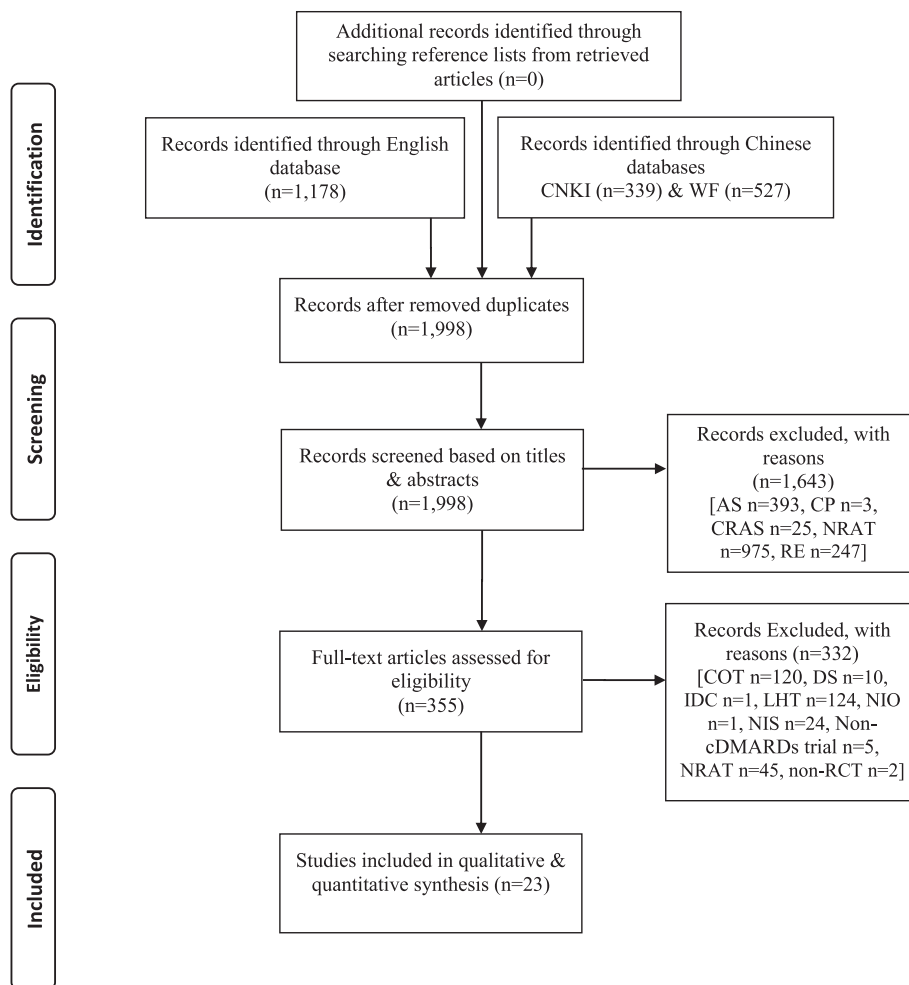 Additional records identified through
searching reference lists from retrieved
articles (n=0)
Identification
Records identified through English
database
(n=1,178)
Records identified through Chinese
databases
CNKI (n=339) & WF (n=527)
Records after removed duplicates
(n=1,998)
Screening
Records screened based on titles
& abstracts
(n=1,998)
Records excluded, with
reasons
(n=1,643)
[AS n=393, CP n=3,
CRAS n=25, NRAT
n=975, RE n=247]
Eligibility
Full-text articles assessed for
eligibility
(n=355)
Records Excluded, with
reasons (n=332)
[COT n=120, DS n=10,
IDC n=1, LHT n=124, NIO
n=1, NIS n=24, Non-
cDMARDs trial n=5,
NRAT n=45, non-RCT n=2]
Included
Studies included in qualitative &
quantitative synthesis (n=23)